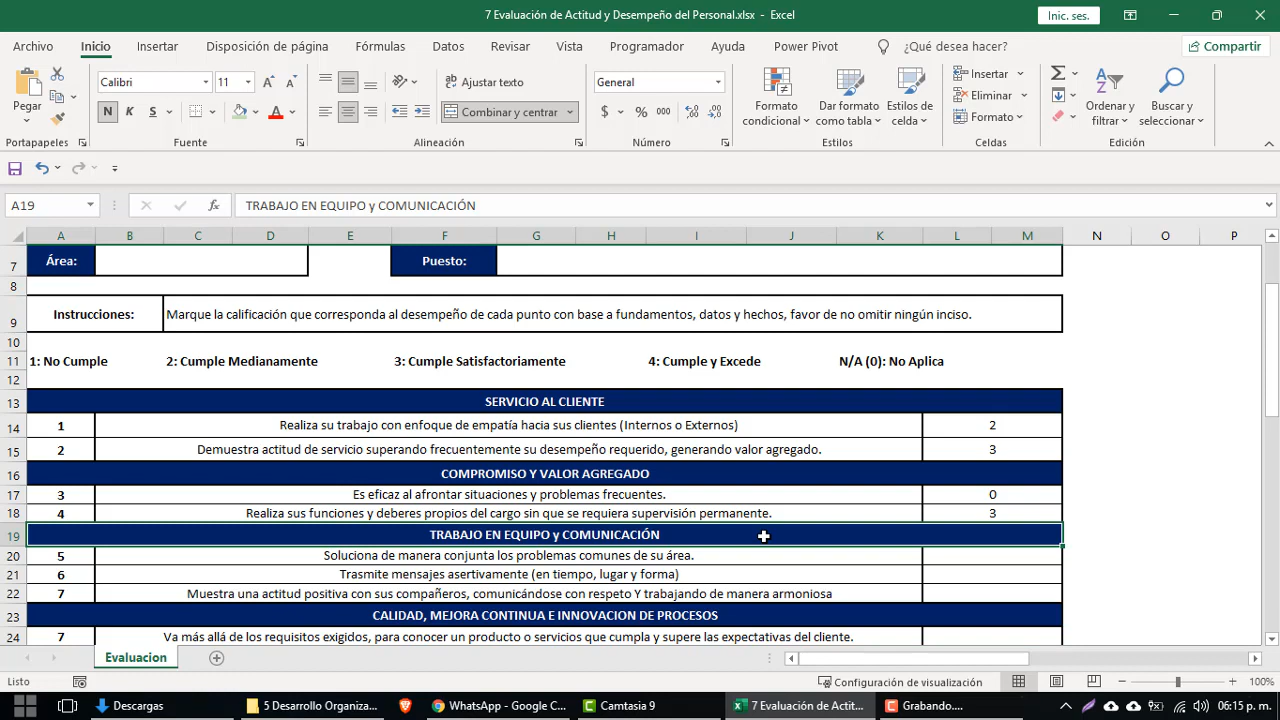 7 Evaluación de Actitud y Desempeño del Personal.xlsx - Excel
Inic. ses.
Archivo Inicio Insertar Disposición de página Fórmulas Datos Revisar Vista Programador Ayuda Power Pivot ¿Qué desea hacer? Compartir
Pegar
Calibri 11
N K S
Ajustar texto
Combinar y centrar
General
$ % 000
Formato condicional
Dar formato como tabla
Estilos de celda
Insertar
Eliminar
Formato
Ordenar y filtrar
Buscar y seleccionar
Portapapeles Fuente Alineación Número Estilos Celdas Edición
A19 fx TRABAJO EN EQUIPO y COMUNICACIÓN
A B C D E F G H I J K L M N O P
7 Área: Puesto:
8
9 Instrucciones: Marque la calificación que corresponda al desempeño de cada punto con base a fundamentos, datos y hechos, favor de no omitir ningún inciso.
10
11 1: No Cumple 2: Cumple Medianamente 3: Cumple Satisfactoriamente 4: Cumple y Excede N/A (0): No Aplica
12
13 SERVICIO AL CLIENTE
14 1 Realiza su trabajo con enfoque de empatía hacia sus clientes (Internos o Externos) 2
15 2 Demuestra actitud de servicio superando frecuentemente su desempeño requerido, generando valor agregado. 3
16 COMPROMISO Y VALOR AGREGADO
17 3 Es eficaz al afrontar situaciones y problemas frecuentes. 0
18 4 Realiza sus funciones y deberes propios del cargo sin que se requiera supervisión permanente. 3
19 TRABAJO EN EQUIPO y COMUNICACIÓN
20 5 Soluciona de manera conjunta los problemas comunes de su área.
21 6 Trasmite mensajes asertivamente (en tiempo, lugar y forma)
22 7 Muestra una actitud positiva con sus compañeros, comunicándose con respeto Y trabajando de manera armoniosa
23 CALIDAD, MEJORA CONTINUA E INNOVACION DE PROCESOS
24 7 Va más allá de los requisitos exigidos, para conocer un producto o servicios que cumpla y supere las expectativas del cliente.
Evaluacion
Listo Configuración de visualización 100%
Descargas 5 Desarrollo Organiza... WhatsApp - Google C... Camtasia 9 7 Evaluación de Actit... Grabando.... 06:15 p. m.